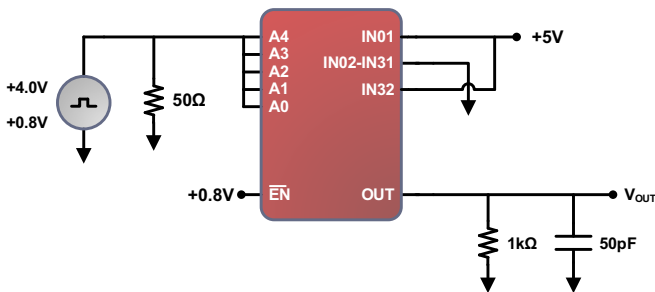 A4 IN01 +5V
A3
IN02-IN31
A2
+4.0V
50Ω A1 IN32
A0
+0.8V
+0.8V EN OUT VOUT
1kΩ 50pF